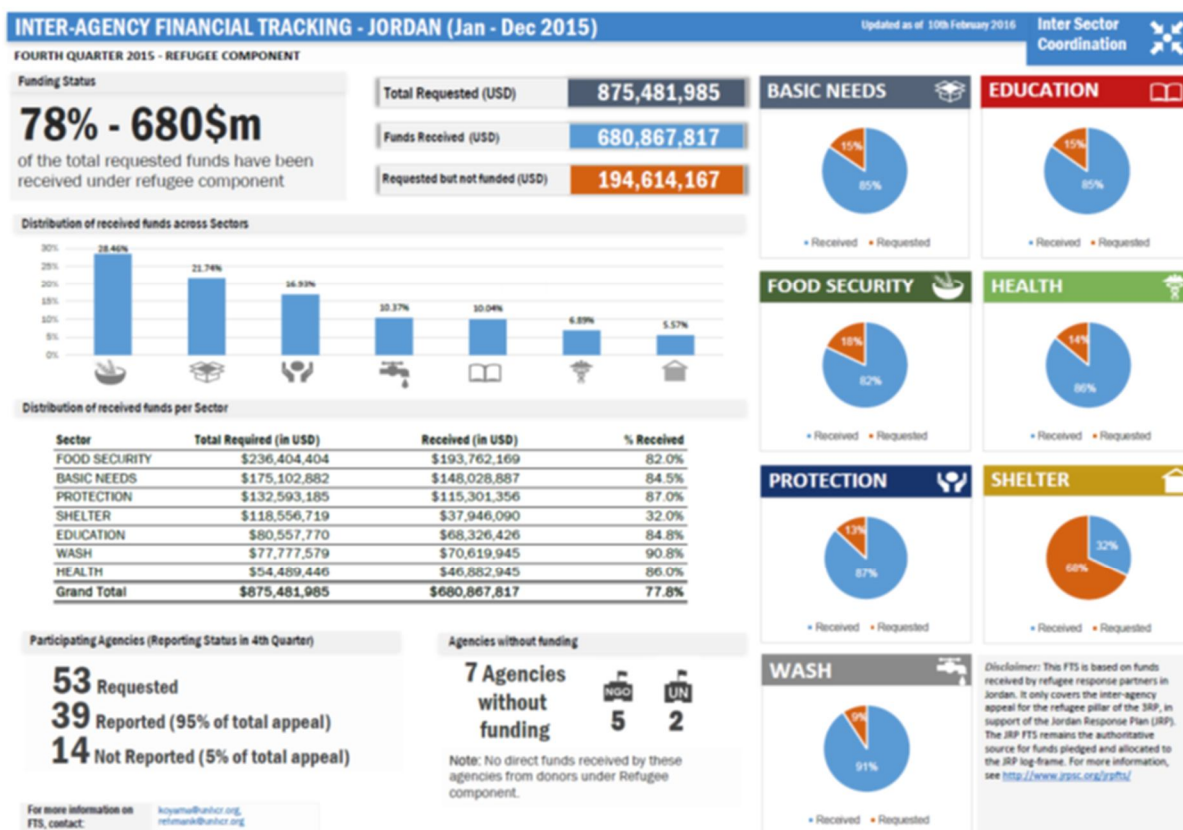 INTER-AGENCY FINANCIAL TRACKING - JORDAN (Jan - Dec 2015)
Updated as of 10th February 2016
Inter Sector
Coordination
FOURTH QUARTER 2015 - REFUGEE COMPONENT
Funding Status
78% - 680$m
of the total requested funds have been
received under refugee component
Total Requested (USD) 875,481,985
Funds Received (USD) 680,867,817
Requested but not funded (USD) 194,614,167
Distribution of received funds across Sectors
30%
25%
20%
15%
10%
5%
0%
28.46%
21.74%
16.93%
10.37%
10.04%
6.89%
5.57%
Distribution of received funds per Sector
Sector Total Required (in USD) Received (in USD) % Received
FOOD SECURITY $236,404,404 $193,762,169 82.0%
BASIC NEEDS $175,102,882 $148,028,887 84.5%
PROTECTION $132,593,185 $115,301,356 87.0%
SHELTER $118,556,719 $37,946,090 32.0%
EDUCATION $80,557,770 $68,326,426 84.8%
WASH $77,777,579 $70,619,945 90.8%
HEALTH $54,489,446 $46,882,945 86.0%
Grand Total $875,481,985 $680,867,817 77.8%
Participating Agencies (Reporting Status in 4th Quarter)
53 Requested
39 Reported (95% of total appeal)
14 Not Reported (5% of total appeal)
Agencies without funding
7 Agencies
without
funding
NGO
5
UN
2
Note: No direct funds received by these
agencies from donors under Refugee
component.
For more information on
FTS, contact:
koyama@unhcr.org,
rehmank@unhcr.org
BASIC NEEDS
15%
85%
Received Requested
EDUCATION
15%
85%
Received Requested
FOOD SECURITY
18%
82%
Received Requested
HEALTH
14%
86%
Received Requested
PROTECTION
13%
87%
Received Requested
SHELTER
32%
68%
Received Requested
WASH
9%
91%
Received Requested
Disclaimer: This FTS is based on funds
received by refugee response partners in
Jordan. It only covers the inter-agency
appeal for the refugee pillar of the 3RP, in
support of the Jordan Response Plan (JRP).
The JRP FTS remains the authoritative
source for funds pledged and allocated to
the JRP log-frame. For more information,
see http://www.jrpsc.org/jrpfts/